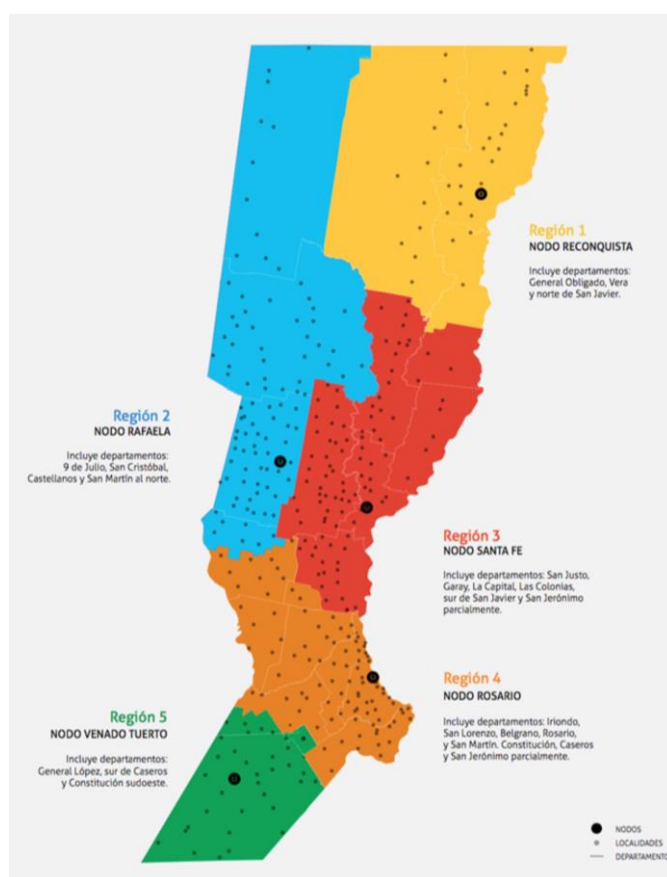 Región 1
NODO RECONQUISTA
Incluye departamentos:
General Obligado, Vera
y norte de San Javier.
Región 2
NODO RAFAELA
Incluye departamentos:
9 de Julio, San Cristóbal,
Castellanos y San Martín al norte.
Región 3
NODO SANTA FE
Incluye departamentos: San Justo,
Garay, La Capital, Las Colonias,
sur de San Javier y San Jerónimo
parcialmente.
Región 4
NODO ROSARIO
Incluye departamentos: Iriondo,
San Lorenzo, Belgrano, Rosario,
y San Martín. Constitución, Caseros
y San Jerónimo parcialmente.
Región 5
NODO VENADO TUERTO
Incluye departamentos:
General López, sur de Caseros
y Constitución sudoeste.
NODOS
LOCALIDADES
DEPARTAMENTO